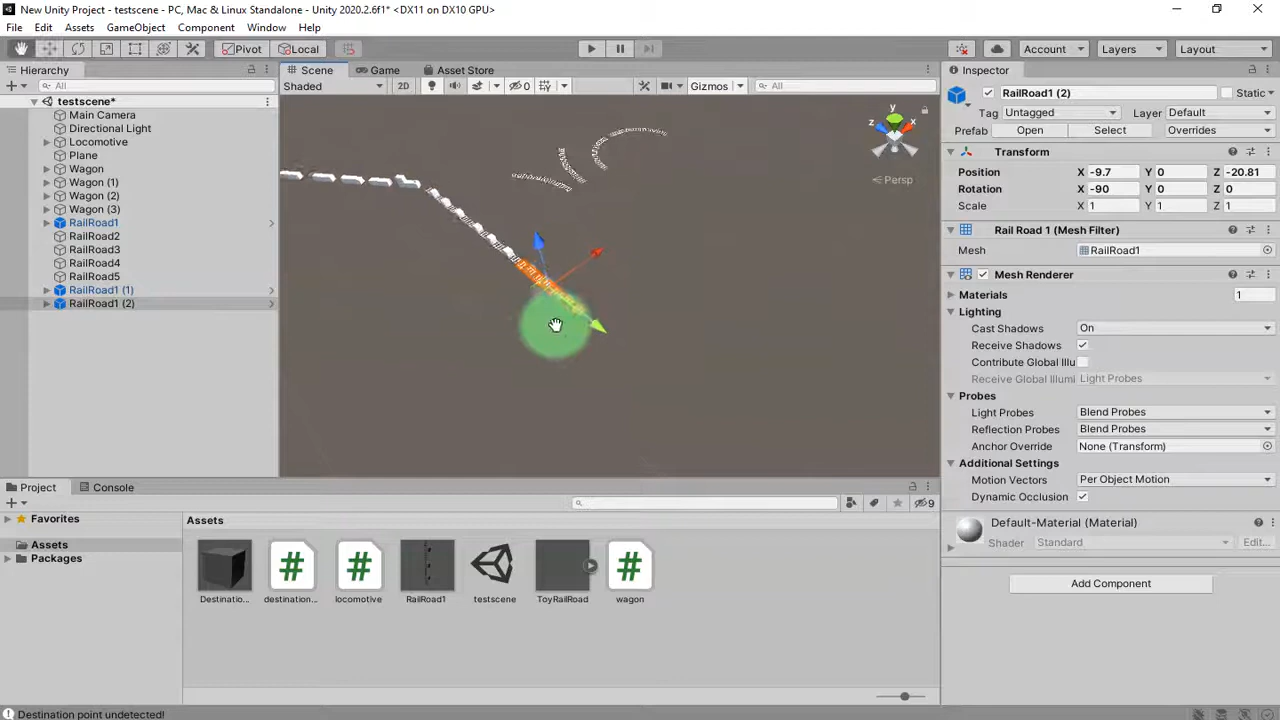 New Unity Project - testscene - PC, Mac & Linux Standalone - Unity 2020.2.6f1* <DX11 on DX10 GPU>
File Edit Assets GameObject Component Window Help
Pivot Local Account Layers Layout
Hierarchy
All
testscene*
Main Camera
Directional Light
Locomotive
Plane
Wagon
Wagon (1)
Wagon (2)
Wagon (3)
RailRoad1
RailRoad2
RailRoad3
RailRoad4
RailRoad5
RailRoad1 (1)
RailRoad1 (2)
Scene Game Asset Store
Shaded 2D 0 Gizmos All
y
z x
Persp
Inspector
RailRoad1 (2) Static
Tag Untagged Layer Default
Prefab Open Select Overrides
Transform
Position X -9.7 Y 0 Z -20.81
Rotation X -90 Y 0 Z 0
Scale X 1 Y 1 Z 1
Rail Road 1 (Mesh Filter)
Mesh RailRoad1
Mesh Renderer
Materials 1
Lighting
Cast Shadows On
Receive Shadows
Contribute Global Illu
Receive Global Illumi Light Probes
Probes
Light Probes Blend Probes
Reflection Probes Blend Probes
Anchor Override None (Transform)
Additional Settings
Motion Vectors Per Object Motion
Dynamic Occlusion
Default-Material (Material)
Shader Standard Edit...
Add Component
Project Console
9
Favorites
Assets
Packages
Assets
Destinatio... destination... locomotive RailRoad1 testscene ToyRailRoad wagon
Destination point undetected!